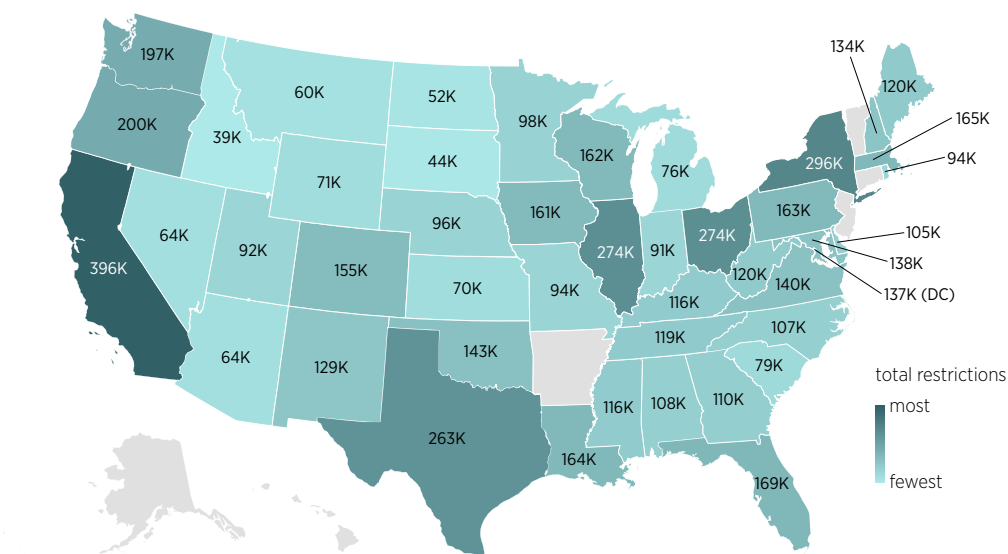 134K
197K
120K
60K
52K
200K
98K
165K
39K
162K
94K
44K
296K
76K
71K
161K
163K
96K
64K
274K
105K
92K
274K
91K
138K
396K
155K
120K
140K
70K
94K
137K (DC)
116K
107K
119K
143K
64K
79K
129K
total restrictions
110K
116K
108K
most
263K
164K
fewest
169K